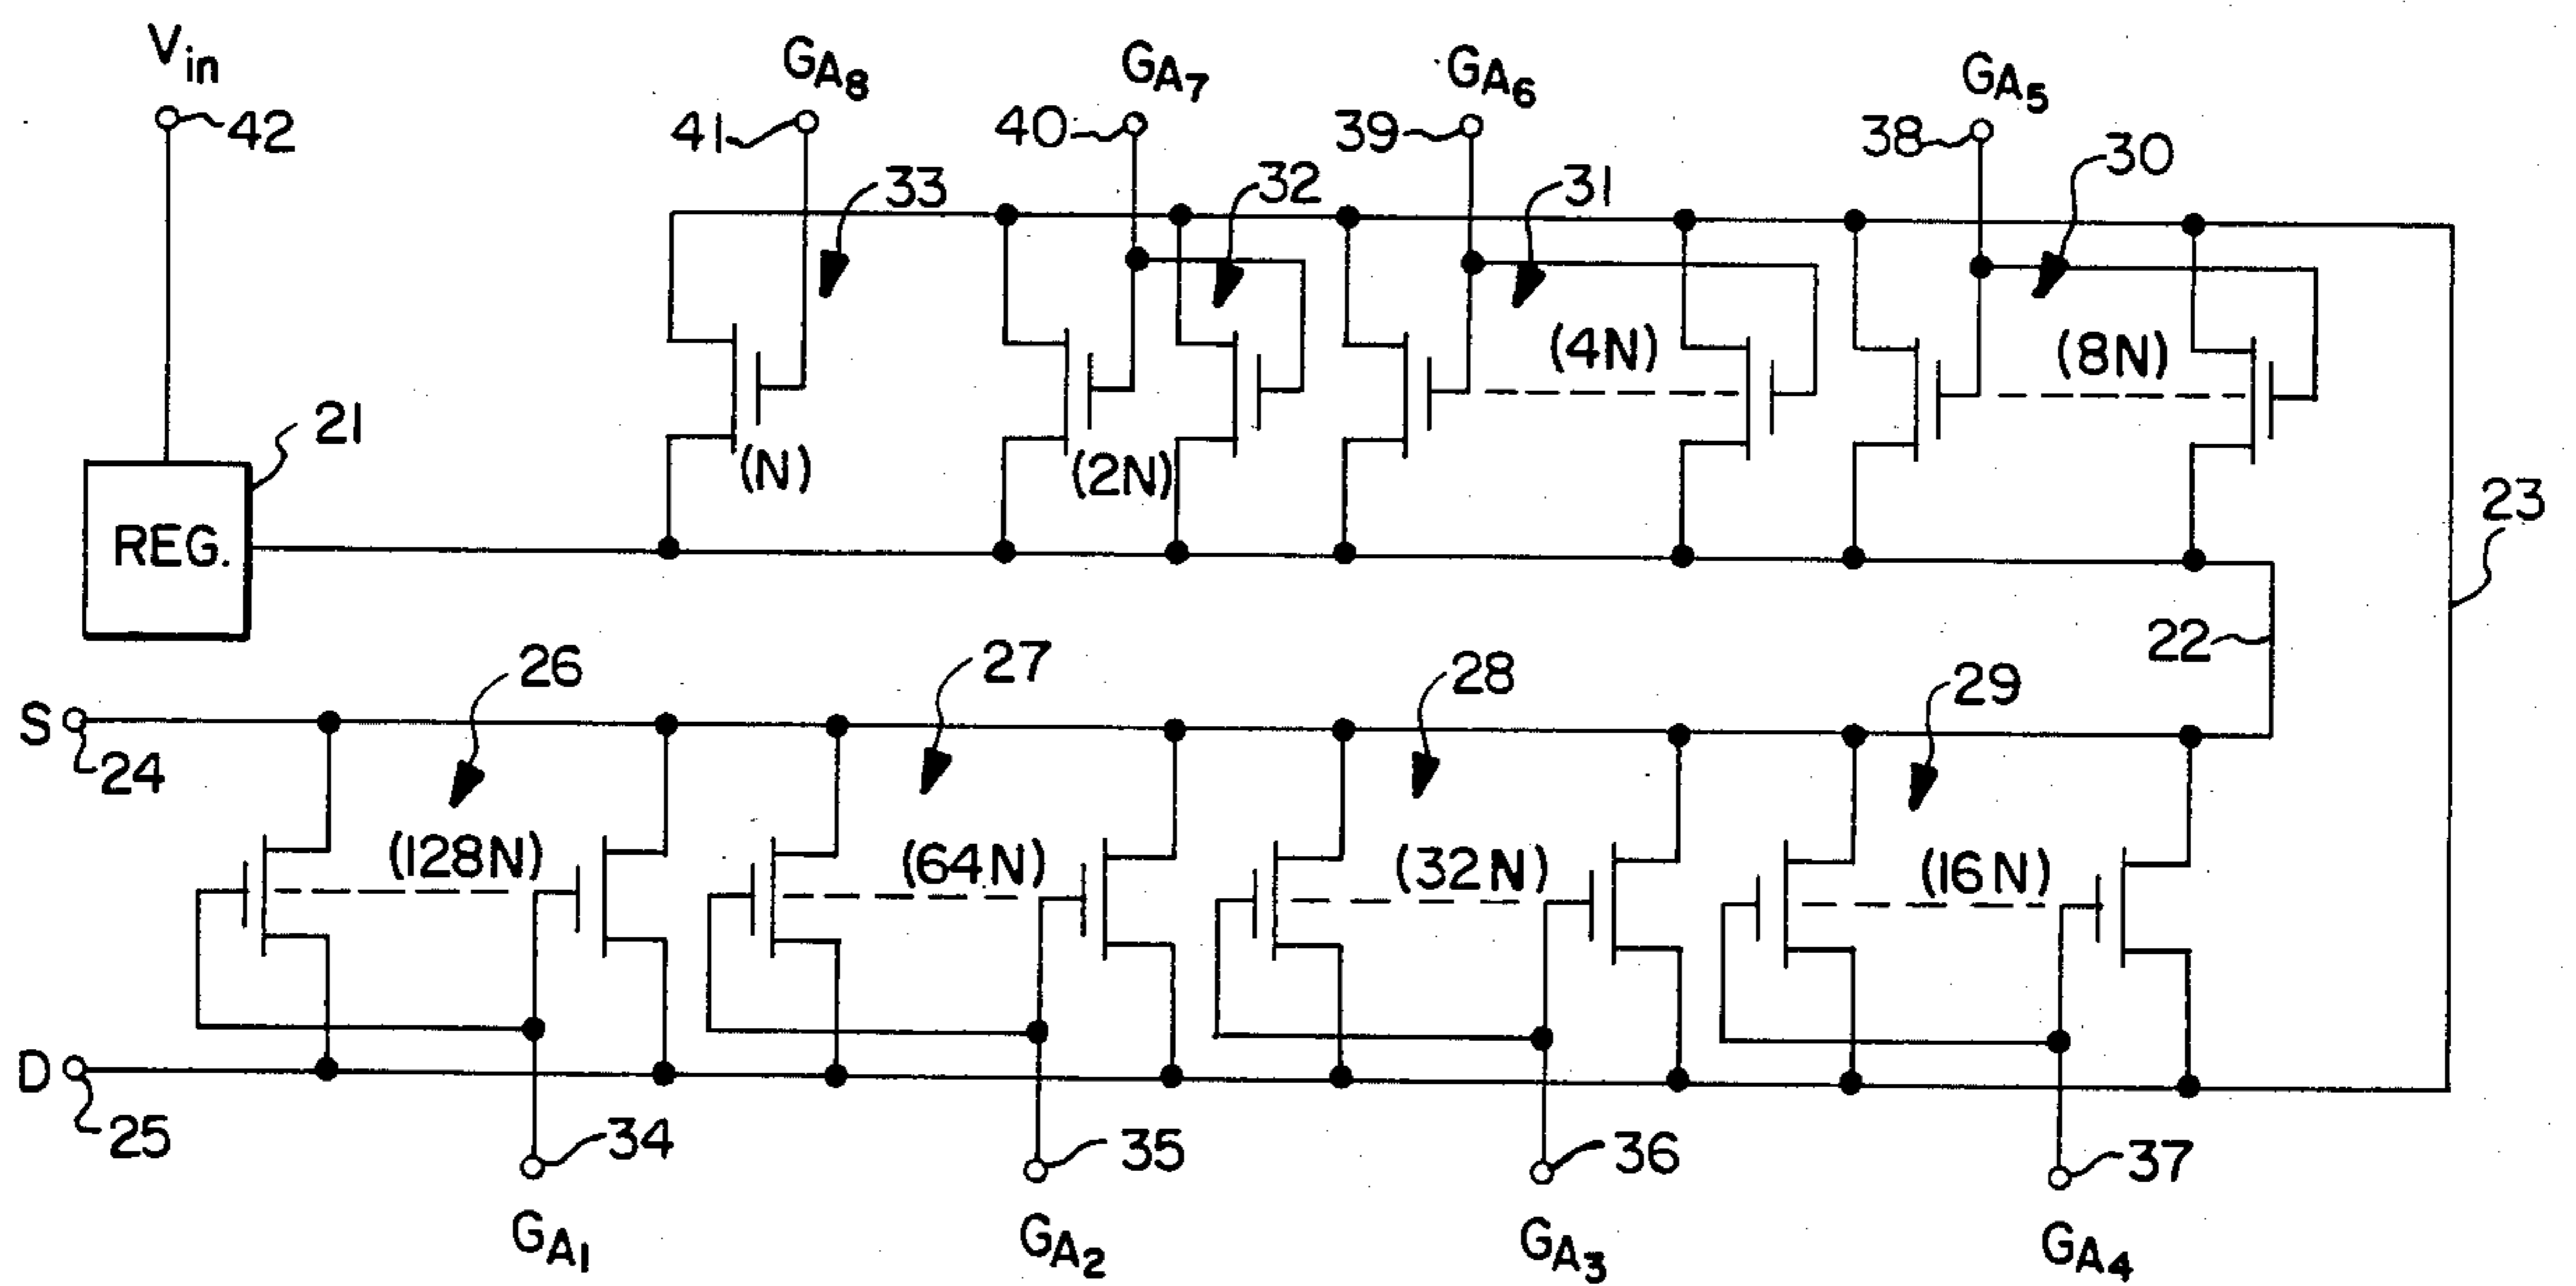 Vin
GA8
GA7
GA6
GA5
42
41
40
39
38
33
32
31
30
(4N)
(8N)
21
(N)
(2N)
REG.
23
22
26
27
28
29
S
24
(128N)
(64N)
(32N)
(16N)
D
25
34
35
36
37
GA1
GA2
GA3
GA4